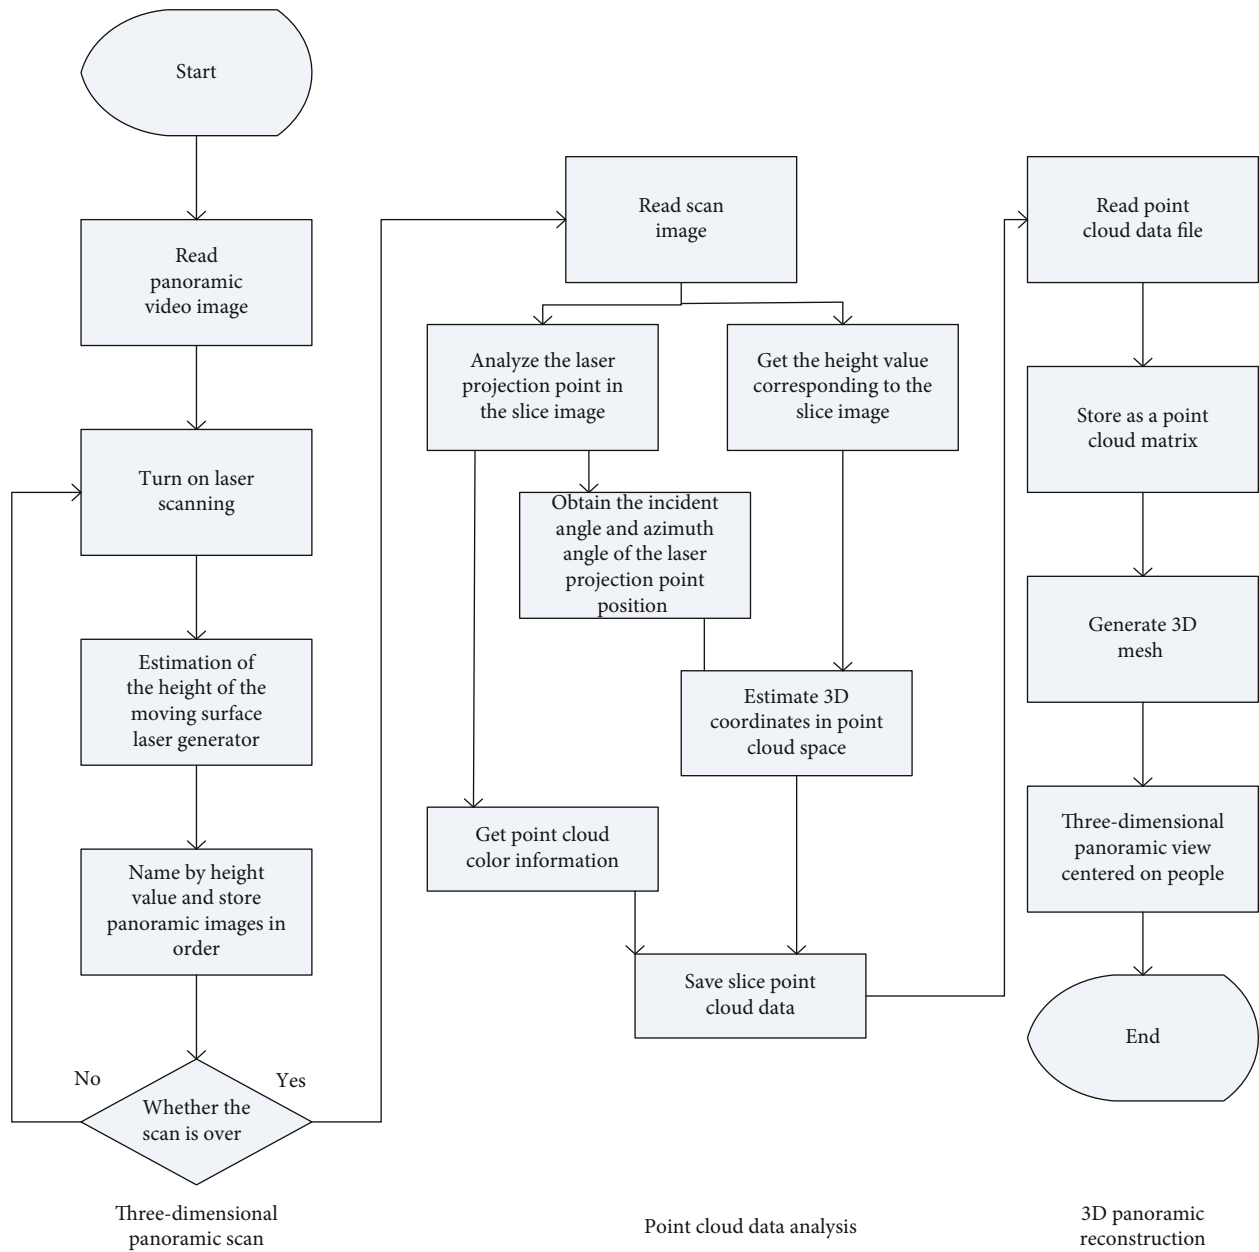 Start
Read
panoramic
video image
Turn on laser
scanning
Estimation of
the height of the
moving surface
laser generator
Name by height
value and store
panoramic images in
order
No
Yes
Whether the
scan is over
Three-dimensional
panoramic scan
Read scan
image
Analyze the laser
projection point in
the slice image
Get the height value
corresponding to the
slice image
Obtain the incident
angle and azimuth
angle of the laser
projection point
position
Estimate 3D
coordinates in point
cloud space
Get point cloud
color information
Save slice point
cloud data
Point cloud data analysis
Read point
cloud data file
Store as a point
cloud matrix
Generate 3D
mesh
Three-dimensional
panoramic view
centered on people
End
3D panoramic
reconstruction